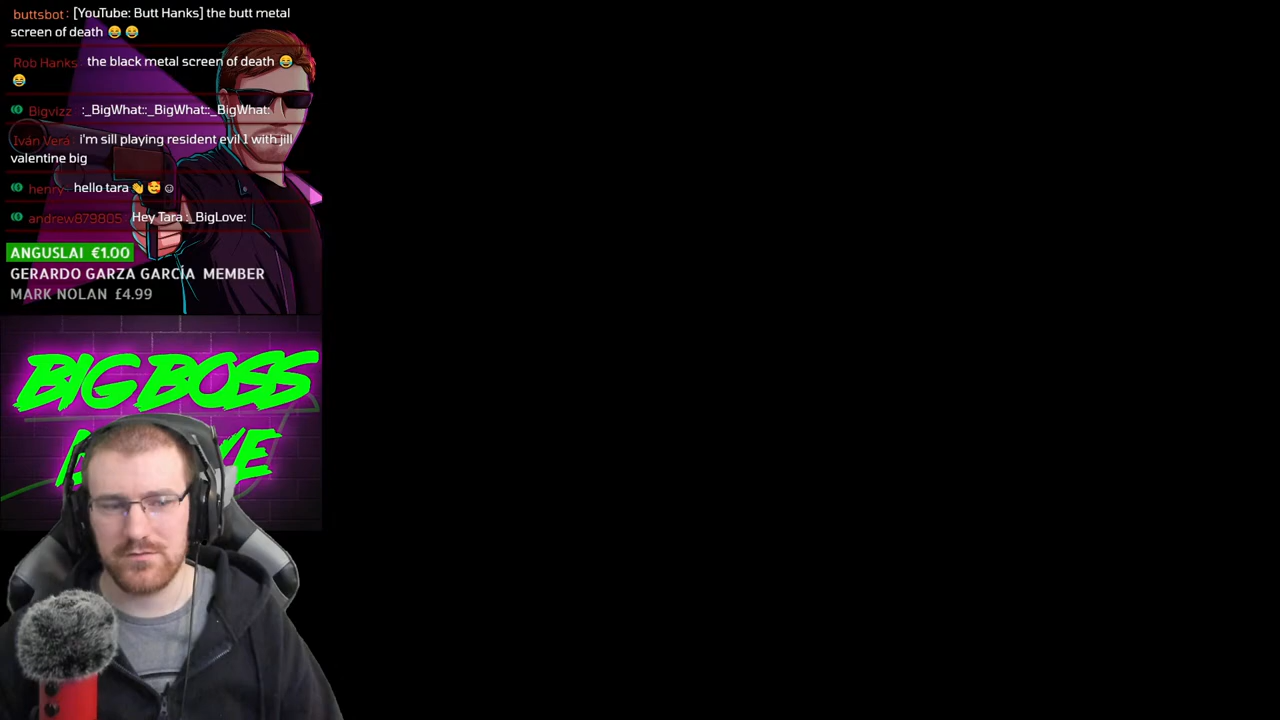 buttsbot: [YouTube: Butt Hanks] the butt metal
screen of death 😂 😂
Rob Hanks: the black metal screen of death 😂
😂
Bigvizz :_BigWhat::_BigWhat::_BigWhat:
Iván Verá: i'm sill playing resident evil 1 with jill
valentine big
henry hello tara 👋 🥰 ☺
andrew879805 Hey Tara :_BigLove:
ANGUSLAI €1.00
GERARDO GARZA GARCÍA MEMBER
MARK NOLAN £4.99
BIG BOSS